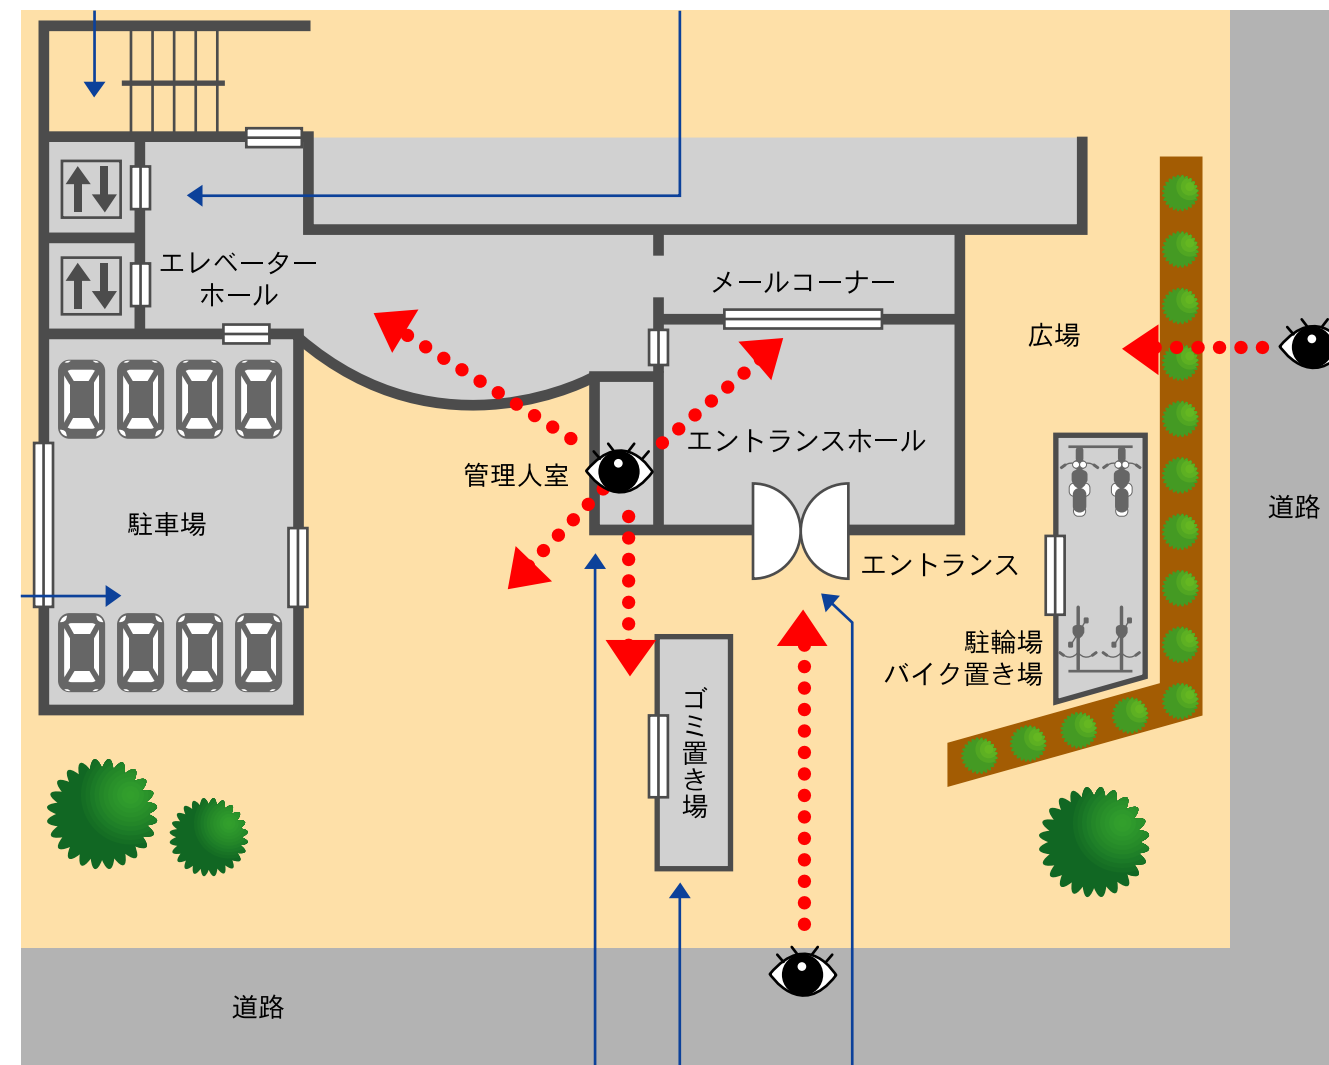 エレベーター
ホール
メールコーナー
広場
エントランスホール
管理人室
駐車場
道路
エントランス
駐輪場
バイク置き場
ゴミ置き場
道路